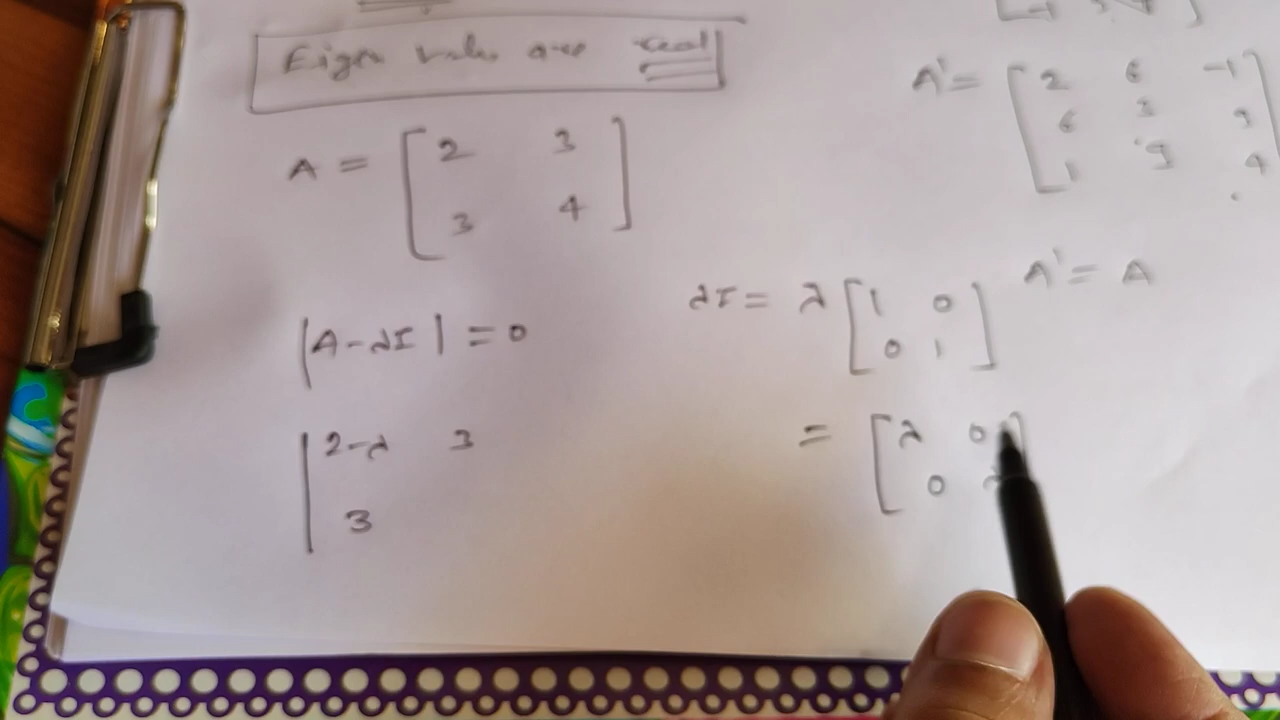 Eigen values are real
A = [ 2 3
3 4 ]
|A-λI| = 0
| 2-λ 3
3
A' = [ 2 6 -1
6 3 9
1 9 4 ]
A' = A
λI = λ [ 1 0
0 1 ]
= [ λ 0 ]
0